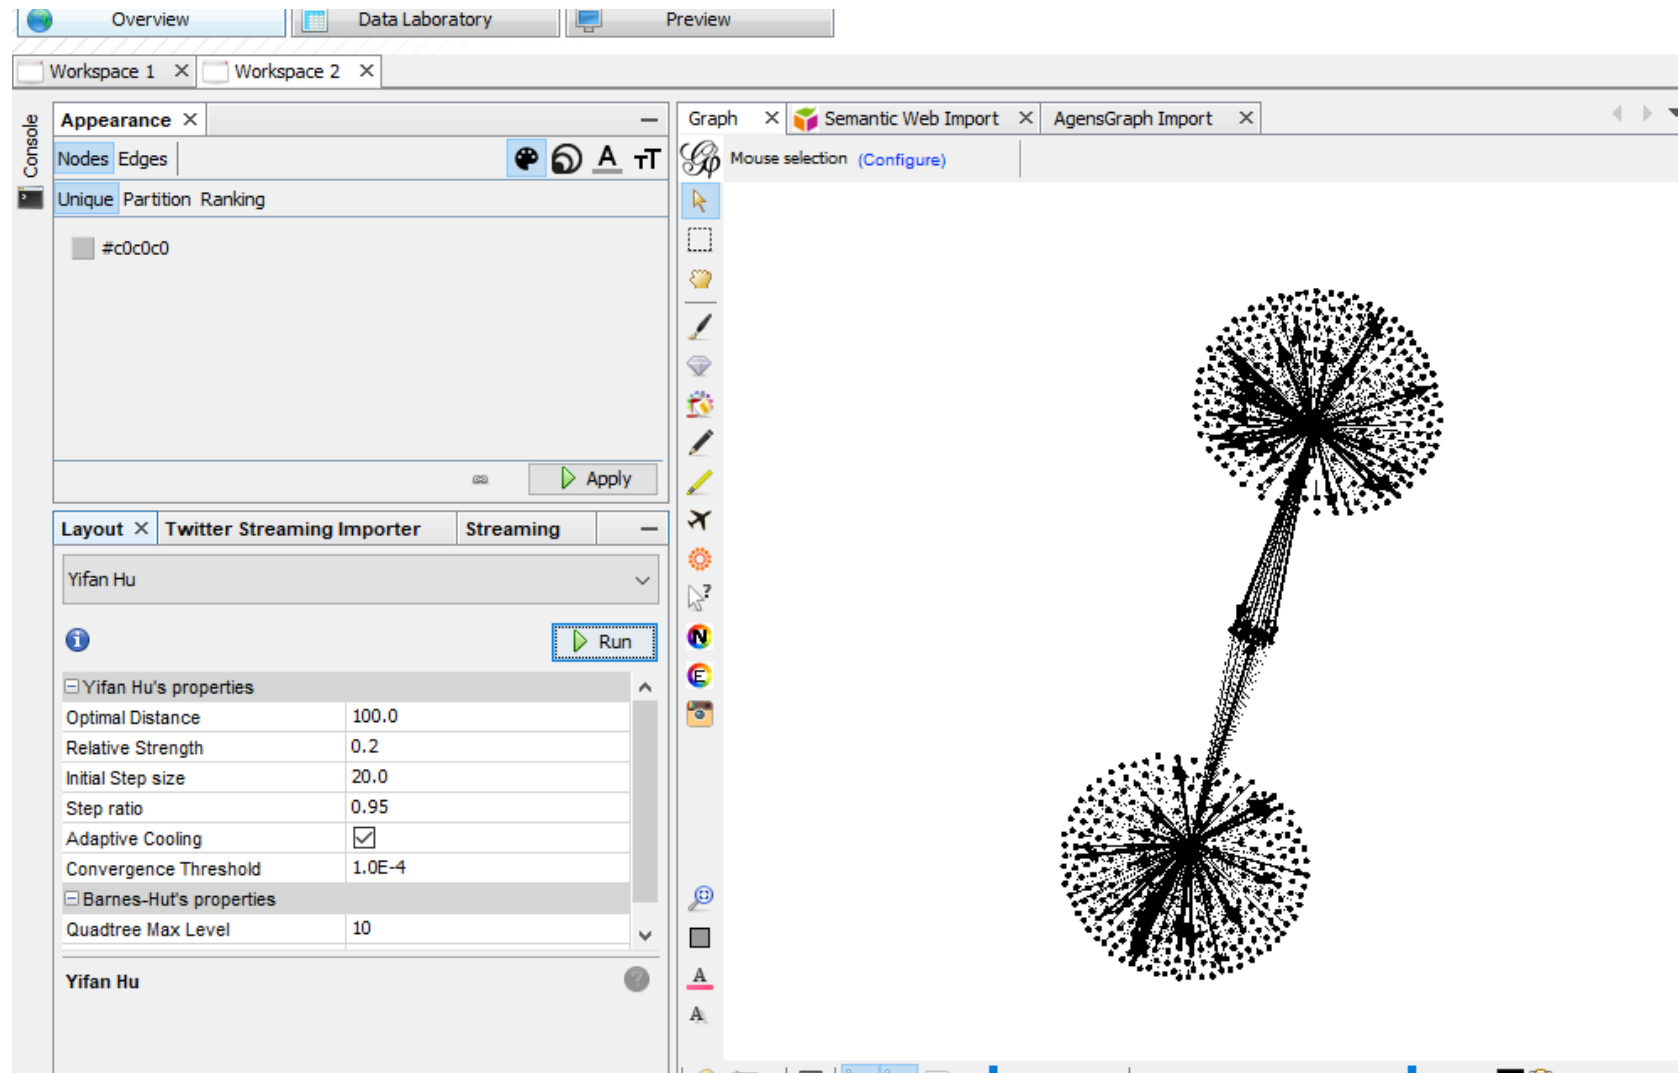 Overview Data Laboratory Preview
Workspace 1 Workspace 2
Console
Appearance
Nodes Edges A TT
Unique Partition Ranking
#c0c0c0
Apply
Layout Twitter Streaming Importer Streaming
Yifan Hu
Run
Yifan Hu's properties
Optimal Distance 100.0
Relative Strength 0.2
Initial Step size 20.0
Step ratio 0.95
Adaptive Cooling
Convergence Threshold 1.0E-4
Barnes-Hut's properties
Quadtree Max Level 10
Yifan Hu
Graph Semantic Web Import AgensGraph Import
Mouse selection (Configure)
N
E
A
A